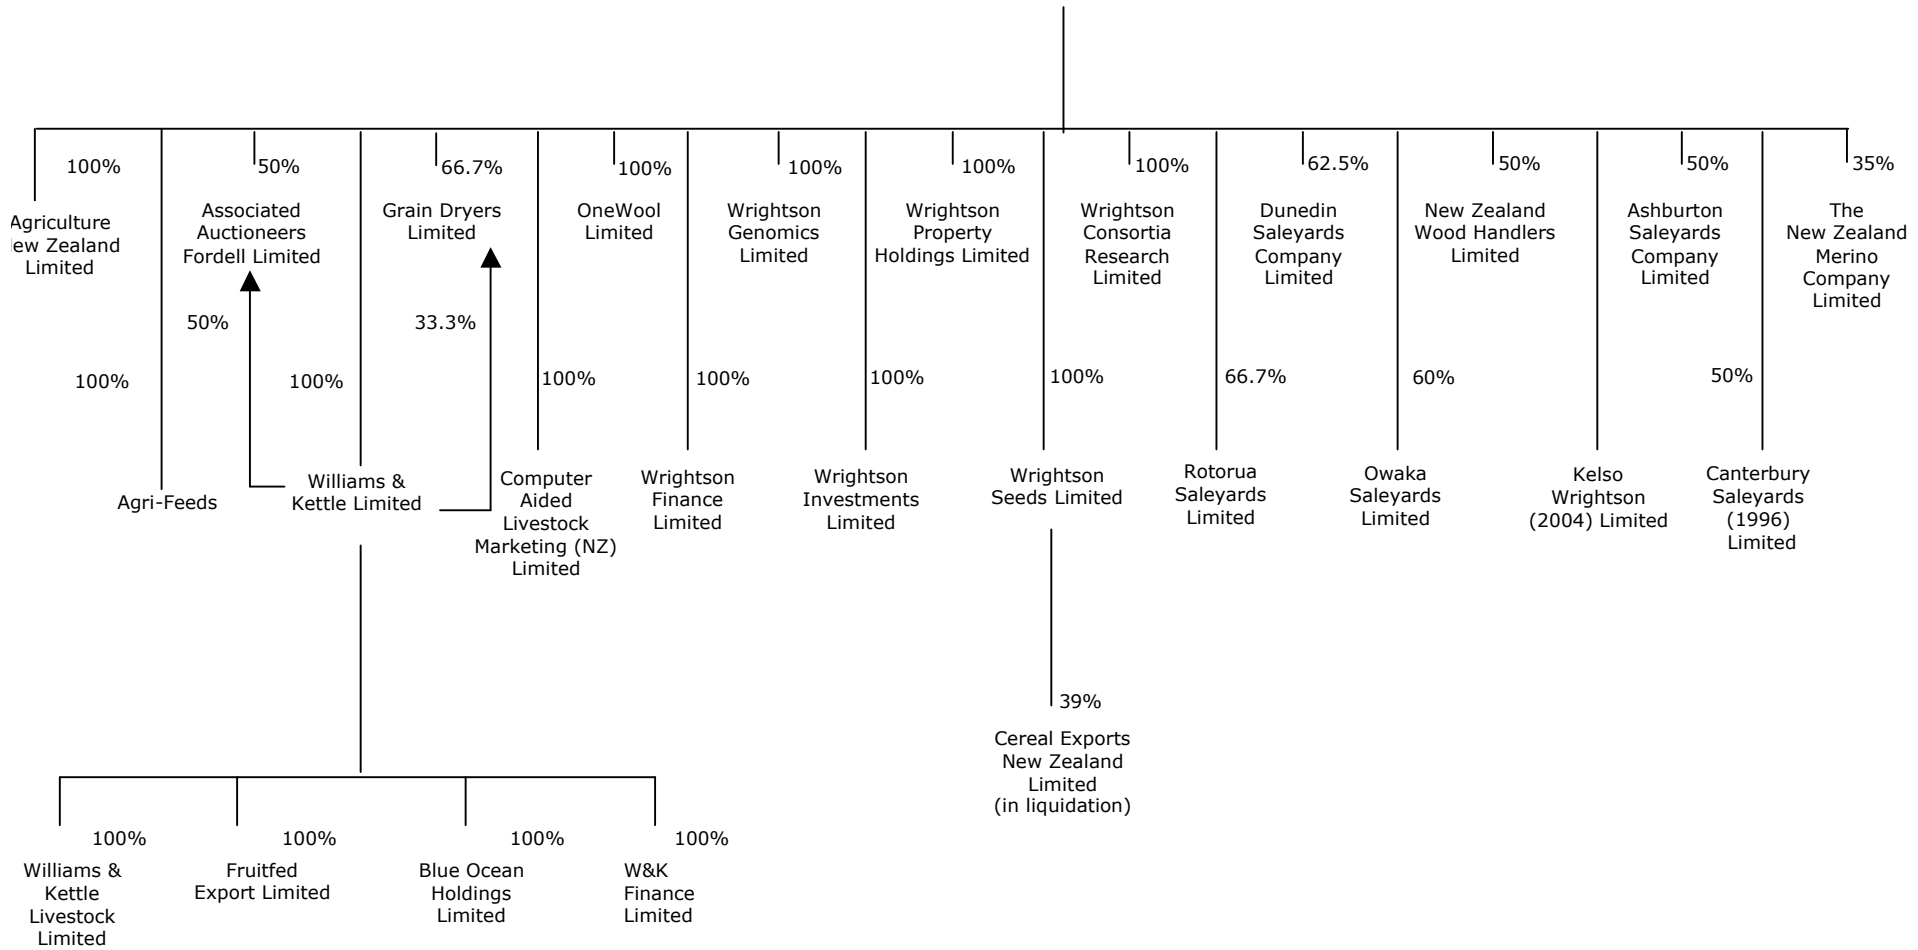 100%
50%
66.7%
100%
100%
100%
100%
62.5%
50%
50%
35%
Agriculture
New Zealand
Limited
Associated
Auctioneers
Fordell Limited
Grain Dryers
Limited
OneWool
Limited
Wrightson
Genomics
Limited
Wrightson
Property
Holdings Limited
Wrightson
Consortia
Research
Limited
Dunedin
Saleyards
Company
Limited
New Zealand
Wood Handlers
Limited
Ashburton
Saleyards
Company
Limited
The
New Zealand
Merino
Company
Limited
50%
33.3%
100%
100%
100%
100%
100%
100%
66.7%
60%
50%
Agri-Feeds
Williams &
Kettle Limited
Computer
Aided
Livestock
Marketing (NZ)
Limited
Wrightson
Finance
Limited
Wrightson
Investments
Limited
Wrightson
Seeds Limited
Rotorua
Saleyards
Limited
Owaka
Saleyards
Limited
Kelso
Wrightson
(2004) Limited
Canterbury
Saleyards
(1996)
Limited
39%
Cereal Exports
New Zealand
Limited
(in liquidation)
100%
100%
100%
100%
Williams &
Kettle
Livestock
Limited
Fruitfed
Export Limited
Blue Ocean
Holdings
Limited
W&K
Finance
Limited